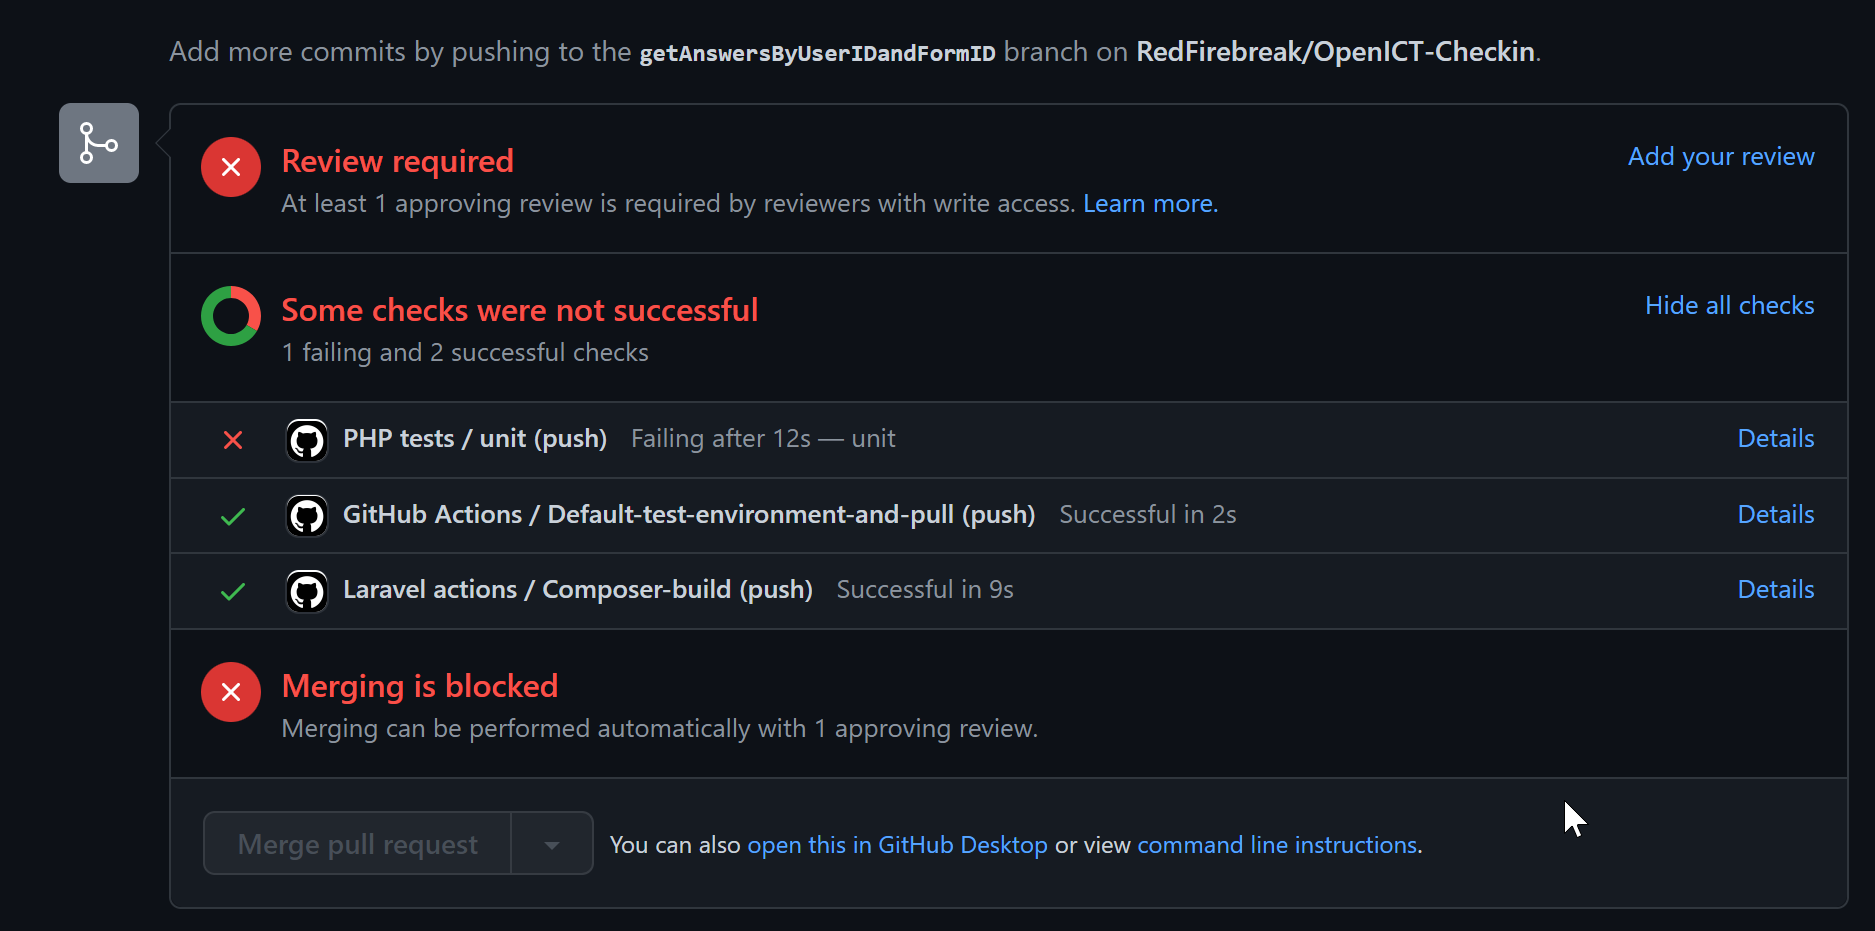 Add more commits by pushing to the getAnswersByUserIDandFormID branch on RedFirebreak/OpenICT-Checkin.
Review required
Add your review
At least 1 approving review is required by reviewers with write access. Learn more.
Some checks were not successful
Hide all checks
1 failing and 2 successful checks
PHP tests / unit (push) Failing after 12s — unit Details
GitHub Actions / Default-test-environment-and-pull (push) Successful in 2s Details
Laravel actions / Composer-build (push) Successful in 9s Details
Merging is blocked
Merging can be performed automatically with 1 approving review.
Merge pull request You can also open this in GitHub Desktop or view command line instructions.